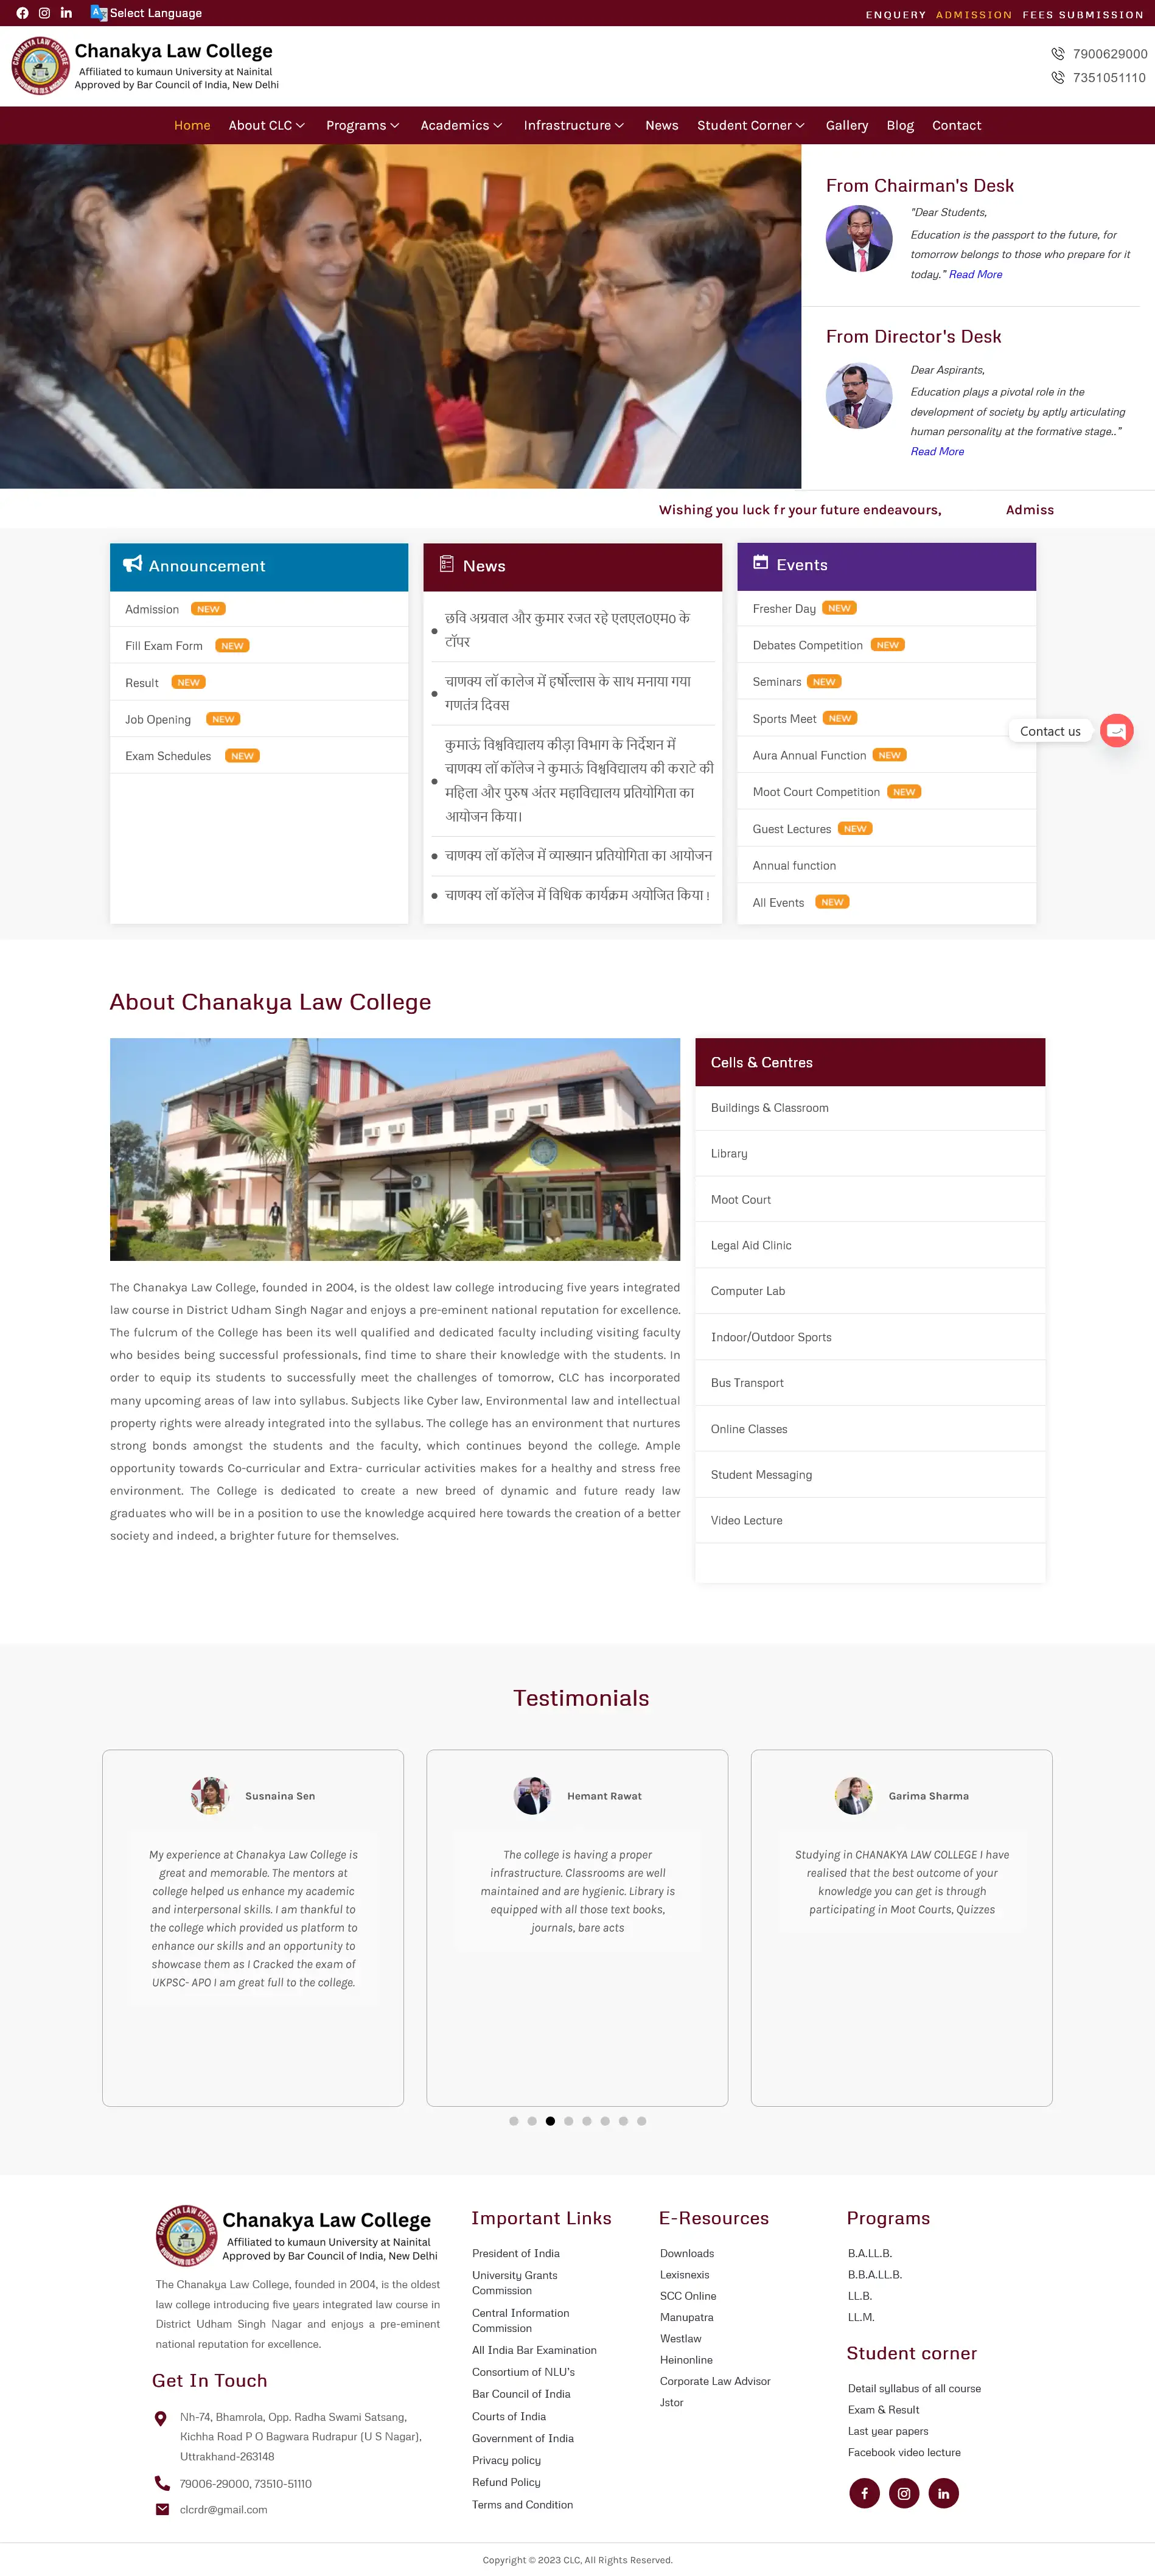 Select Language
ENQUERY ADMISSION FEES SUBMISSION
Chanakya Law College
Affiliated to kumaun University at Nainital
Approved by Bar Council of India, New Delhi
7900629000
7351051110
Home About CLC Programs Academics Infrastructure News Student Corner Gallery Blog Contact
From Chairman's Desk
"Dear Students,
Education is the passport to the future, for
tomorrow belongs to those who prepare for it
today." Read More
From Director's Desk
Dear Aspirants,
Education plays a pivotal role in the
development of society by aptly articulating
human personality at the formative stage.."
Read More
Wishing you luck fr your future endeavours, Admiss
Announcement
Admission NEW
Fill Exam Form NEW
Result NEW
Job Opening NEW
Exam Schedules NEW
News
छवि अग्रवाल और कुमार रजत रहे एलएल०एम० के
टॉपर
चाणक्य लॉ कालेज में हर्षोल्लास के साथ मनाया गया
गणतंत्र दिवस
कुमाऊं विश्वविद्यालय कीड़ा विभाग के निर्देशन में
चाणक्य लॉ कॉलेज ने कुमाऊं विश्वविद्यालय की कराटे की
महिला और पुरुष अंतर महाविद्यालय प्रतियोगिता का
आयोजन किया।
चाणक्य लॉ कॉलेज में व्याख्यान प्रतियोगिता का आयोजन
चाणक्य लॉ कॉलेज में विधिक कार्यक्रम अयोजित किया !
Events
Fresher Day NEW
Debates Competition NEW
Seminars NEW
Sports Meet NEW
Aura Annual Function NEW
Moot Court Competition NEW
Guest Lectures NEW
Annual function
All Events NEW
Contact us
About Chanakya Law College
The Chanakya Law College, founded in 2004, is the oldest law college introducing five years integrated
law course in District Udham Singh Nagar and enjoys a pre-eminent national reputation for excellence.
The fulcrum of the College has been its well qualified and dedicated faculty including visiting faculty
who besides being successful professionals, find time to share their knowledge with the students. In
order to equip its students to successfully meet the challenges of tomorrow, CLC has incorporated
many upcoming areas of law into syllabus. Subjects like Cyber law, Environmental law and intellectual
property rights were already integrated into the syllabus. The college has an environment that nurtures
strong bonds amongst the students and the faculty, which continues beyond the college. Ample
opportunity towards Co-curricular and Extra- curricular activities makes for a healthy and stress free
environment. The College is dedicated to create a new breed of dynamic and future ready law
graduates who will be in a position to use the knowledge acquired here towards the creation of a better
society and indeed, a brighter future for themselves.
Cells & Centres
Buildings & Classroom
Library
Moot Court
Legal Aid Clinic
Computer Lab
Indoor/Outdoor Sports
Bus Transport
Online Classes
Student Messaging
Video Lecture
Testimonials
Susnaina Sen
My experience at Chanakya Law College is
great and memorable. The mentors at
college helped us enhance my academic
and interpersonal skills. I am thankful to
the college which provided us platform to
enhance our skills and an opportunity to
showcase them as I Cracked the exam of
UKPSC- APO I am great full to the college.
Hemant Rawat
The college is having a proper
infrastructure. Classrooms are well
maintained and are hygienic. Library is
equipped with all those text books,
journals, bare acts
Garima Sharma
Studying in CHANAKYA LAW COLLEGE I have
realised that the best outcome of your
knowledge you can get is through
participating in Moot Courts, Quizzes
Chanakya Law College
Affiliated to kumaun University at Nainital
Approved by Bar Council of India, New Delhi
The Chanakya Law College, founded in 2004, is the oldest
law college introducing five years integrated law course in
District Udham Singh Nagar and enjoys a pre-eminent
national reputation for excellence.
Get In Touch
Nh-74, Bhamrola, Opp. Radha Swami Satsang,
Kichha Road P O Bagwara Rudrapur (U S Nagar),
Uttrakhand-263148
79006-29000, 73510-51110
clcrdr@gmail.com
Important Links
President of India
University Grants
Commission
Central Information
Commission
All India Bar Examination
Consortium of NLU's
Bar Council of India
Courts of India
Government of India
Privacy policy
Refund Policy
Terms and Condition
E-Resources
Downloads
Lexisnexis
SCC Online
Manupatra
Westlaw
Heinonline
Corporate Law Advisor
Jstor
Programs
B.A.LL.B.
B.B.A.LL.B.
LL.B.
LL.M.
Student corner
Detail syllabus of all course
Exam & Result
Last year papers
Facebook video lecture
Copyright © 2023 CLC, All Rights Reserved.